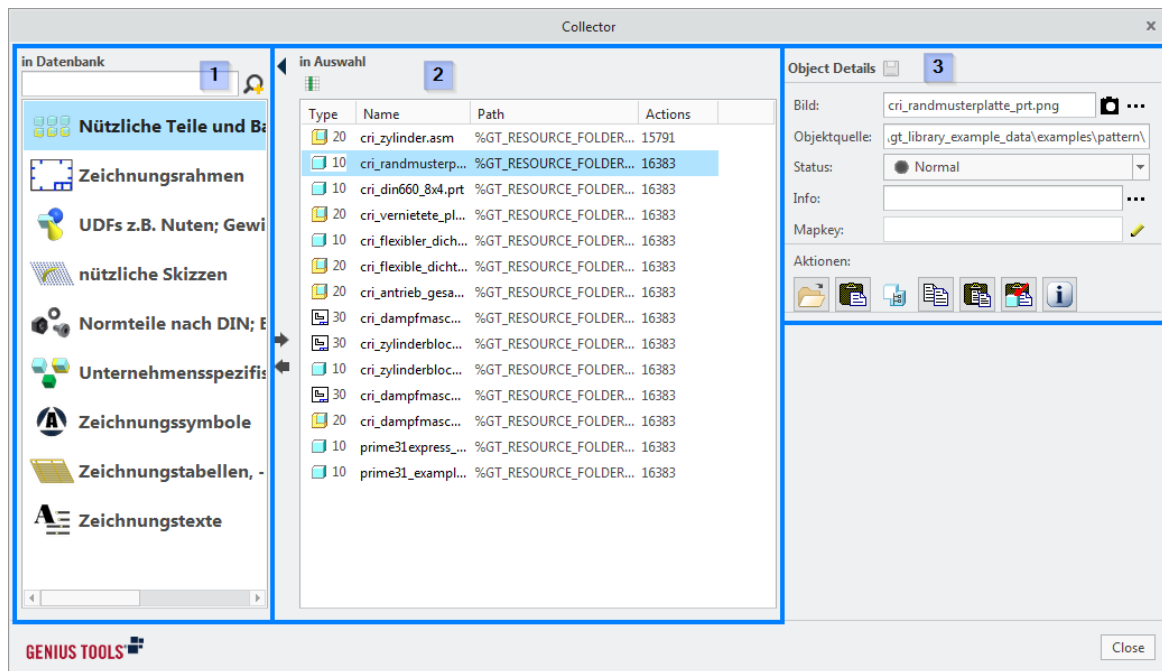 Collector
in Datenbank
1
Nützliche Teile und Ba
Zeichnungsrahmen
UDFs z.B. Nuten; Gewi
nützliche Skizzen
Normteile nach DIN; E
Unternehmensspezifis
Zeichnungssymbole
Zeichnungstabellen, -
Zeichnungstexte
in Auswahl
2
Type Name Path Actions
20 cri_zylinder.asm %GT_RESOURCE_FOLDER... 15791
10 cri_randmusterp... %GT_RESOURCE_FOLDER... 16383
10 cri_din660_8x4.prt %GT_RESOURCE_FOLDER... 16383
20 cri_vernietete_pl... %GT_RESOURCE_FOLDER... 16383
10 cri_flexibler_dich... %GT_RESOURCE_FOLDER... 16383
20 cri_flexible_dicht... %GT_RESOURCE_FOLDER... 16383
20 cri_antrieb_gesa... %GT_RESOURCE_FOLDER... 16383
30 cri_dampfmasc... %GT_RESOURCE_FOLDER... 16383
30 cri_zylinderbloc... %GT_RESOURCE_FOLDER... 16383
10 cri_zylinderbloc... %GT_RESOURCE_FOLDER... 16383
30 cri_dampfmasc... %GT_RESOURCE_FOLDER... 16383
20 cri_dampfmasc... %GT_RESOURCE_FOLDER... 16383
10 prime31express_... %GT_RESOURCE_FOLDER... 16383
10 prime31_exampl... %GT_RESOURCE_FOLDER... 16383
Object Details 3
Bild: cri_randmusterplatte_prt.png
Objektquelle: .gt_library_example_data\examples\pattern\
Status: Normal
Info:
Mapkey:
Aktionen:
GENIUS TOOLS
Close